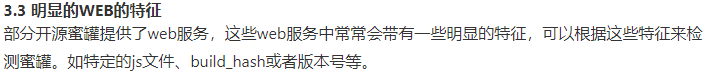 3.3 明显的WEB的特征
部分开源蜜罐提供了web服务，这些web服务中常常会带有一些明显的特征，可以根据这些特征来检
测蜜罐。如特定的js文件、build_hash或者版本号等。